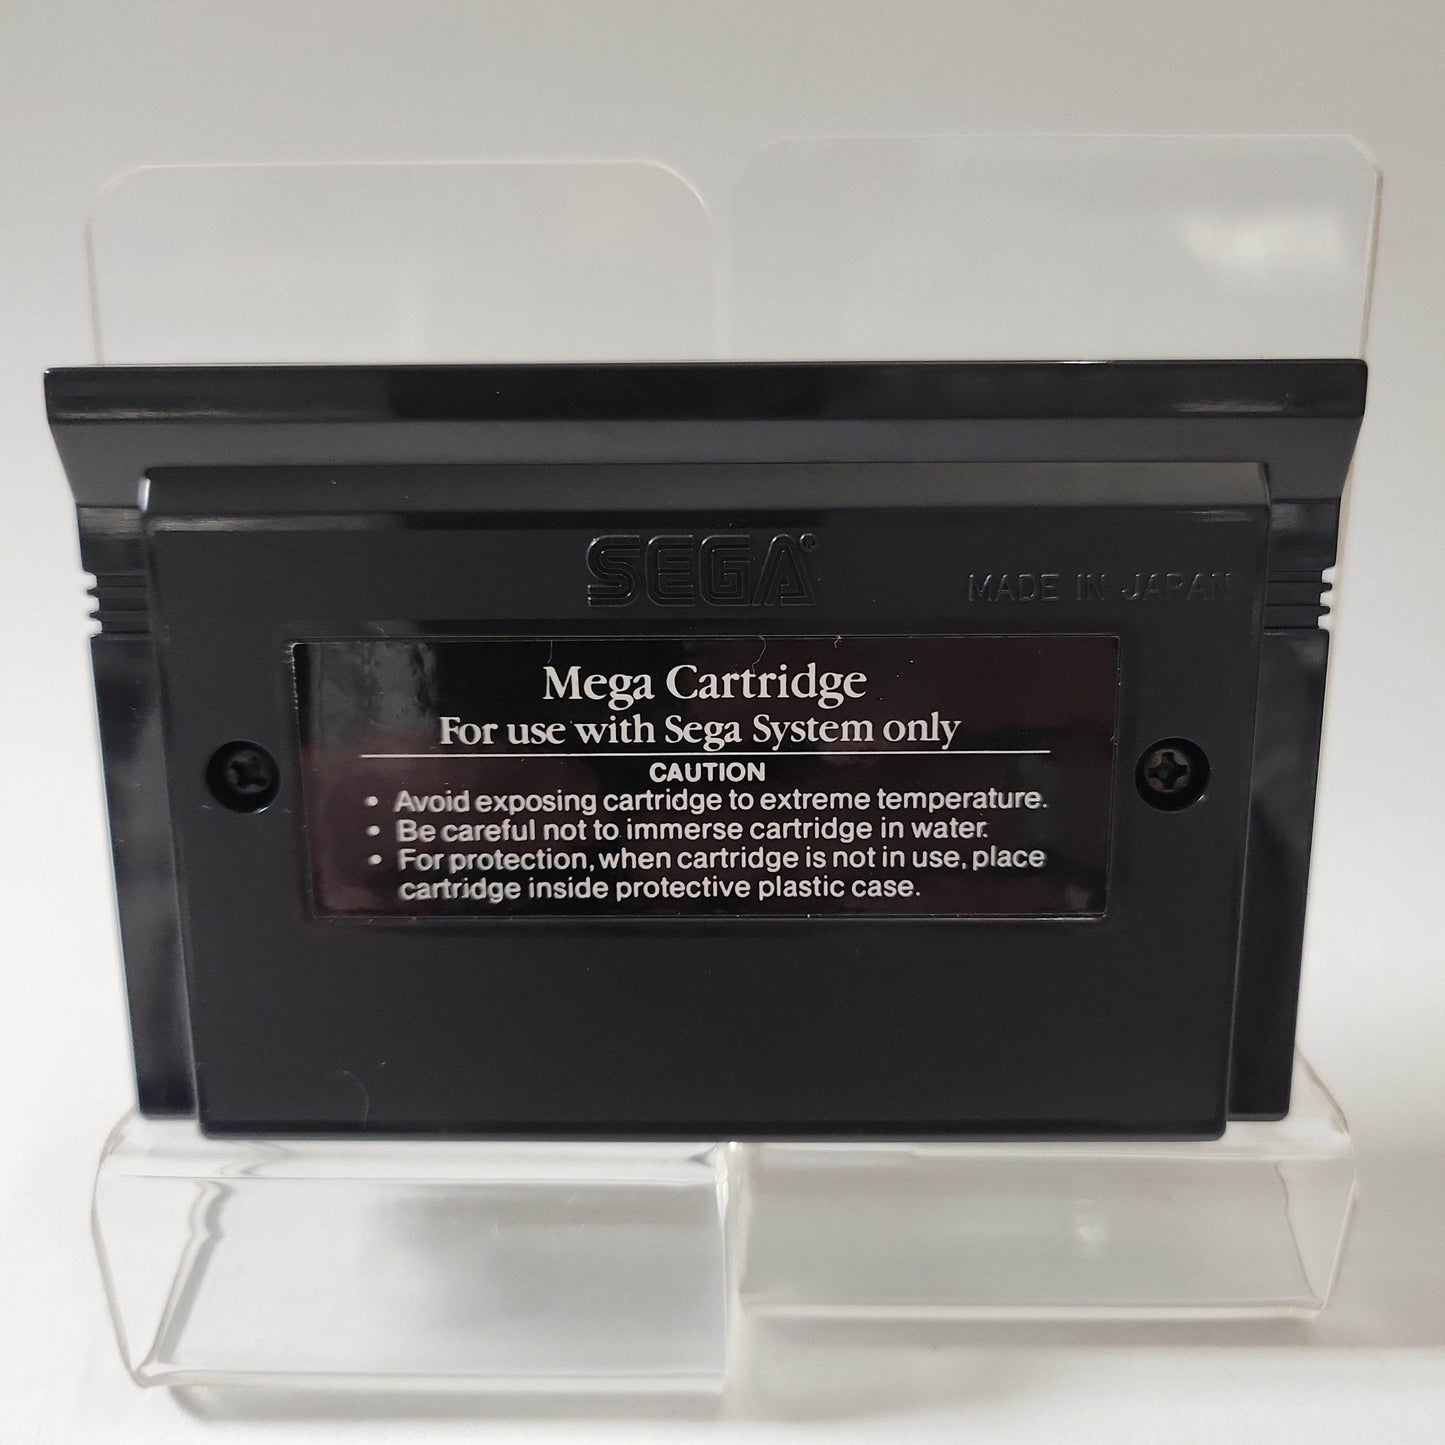 SEGA®
MADE IN JAPAN
Mega Cartridge
For use with Sega System only
CAUTION
• Avoid exposing cartridge to extreme temperature.
• Be careful not to immerse cartridge in water.
• For protection, when cartridge is not in use, place
cartridge inside protective plastic case.